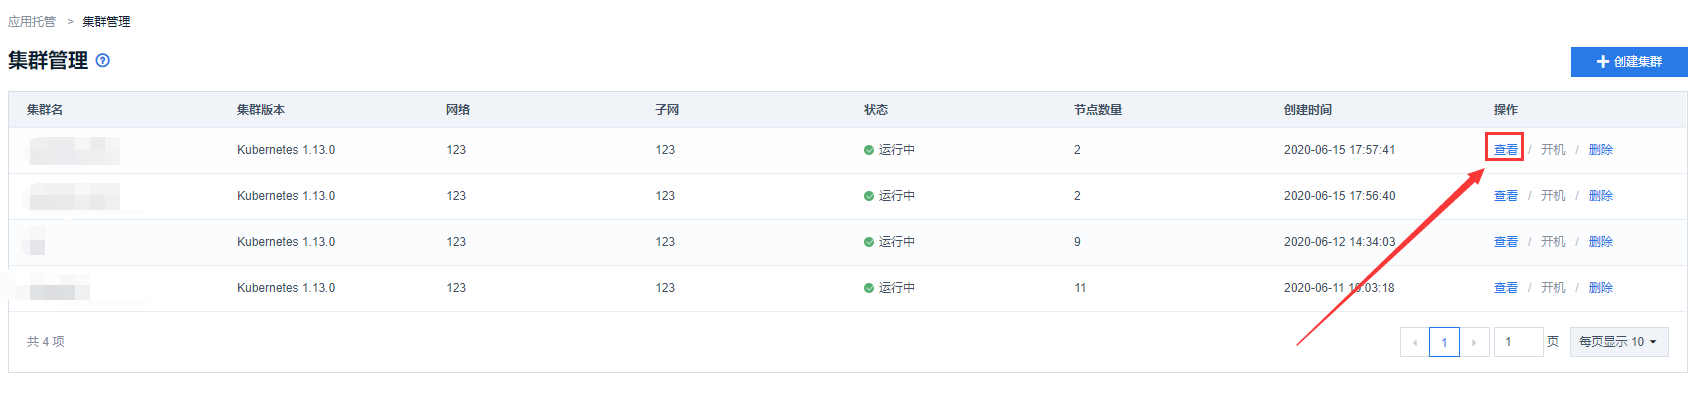 应用托管 > 集群管理
集群管理 ?
创建集群
集群名 集群版本 网络 子网 状态 节点数量 创建时间 操作
Kubernetes 1.13.0 123 123 运行中 2 2020-06-15 17:57:41 查看 / 开机 / 删除
Kubernetes 1.13.0 123 123 运行中 2 2020-06-15 17:56:40 查看 / 开机 / 删除
Kubernetes 1.13.0 123 123 运行中 9 2020-06-12 14:34:03 查看 / 开机 / 删除
Kubernetes 1.13.0 123 123 运行中 11 2020-06-11 :03:18 查看 / 开机 / 删除
共 4 项 1 1 页 每页显示 10